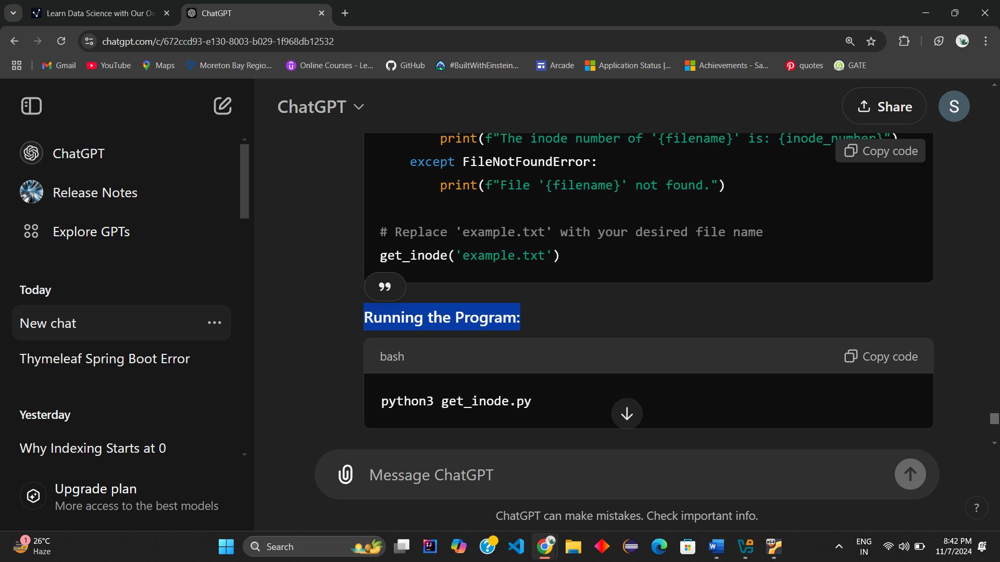 Learn Data Science with Our On
ChatGPT
chatgpt.com/c/672ccd93-e130-8003-b029-1f968db12532
Gmail
YouTube
Maps
Moreton Bay Regio...
Online Courses - Le...
GitHub
#BuiltWithEinstein...
Arcade
Application Status |...
Achievements - Sa...
quotes
GATE
ChatGPT
Share
S
ChatGPT
Release Notes
Explore GPTs
Today
New chat
Thymeleaf Spring Boot Error
Yesterday
Why Indexing Starts at 0
Upgrade plan
More access to the best models
print(f"The inode number of '{filename}' is: {inode_number}")
Copy code
except FileNotFoundError:
print(f"File '{filename}' not found.")
# Replace 'example.txt' with your desired file name
get_inode('example.txt')
Running the Program:
bash
Copy code
python3 get_inode.py
Message ChatGPT
ChatGPT can make mistakes. Check important info.
?
1
26°C
Haze
Search
IJ
x64
ENG
IN
8:42 PM
11/7/2024